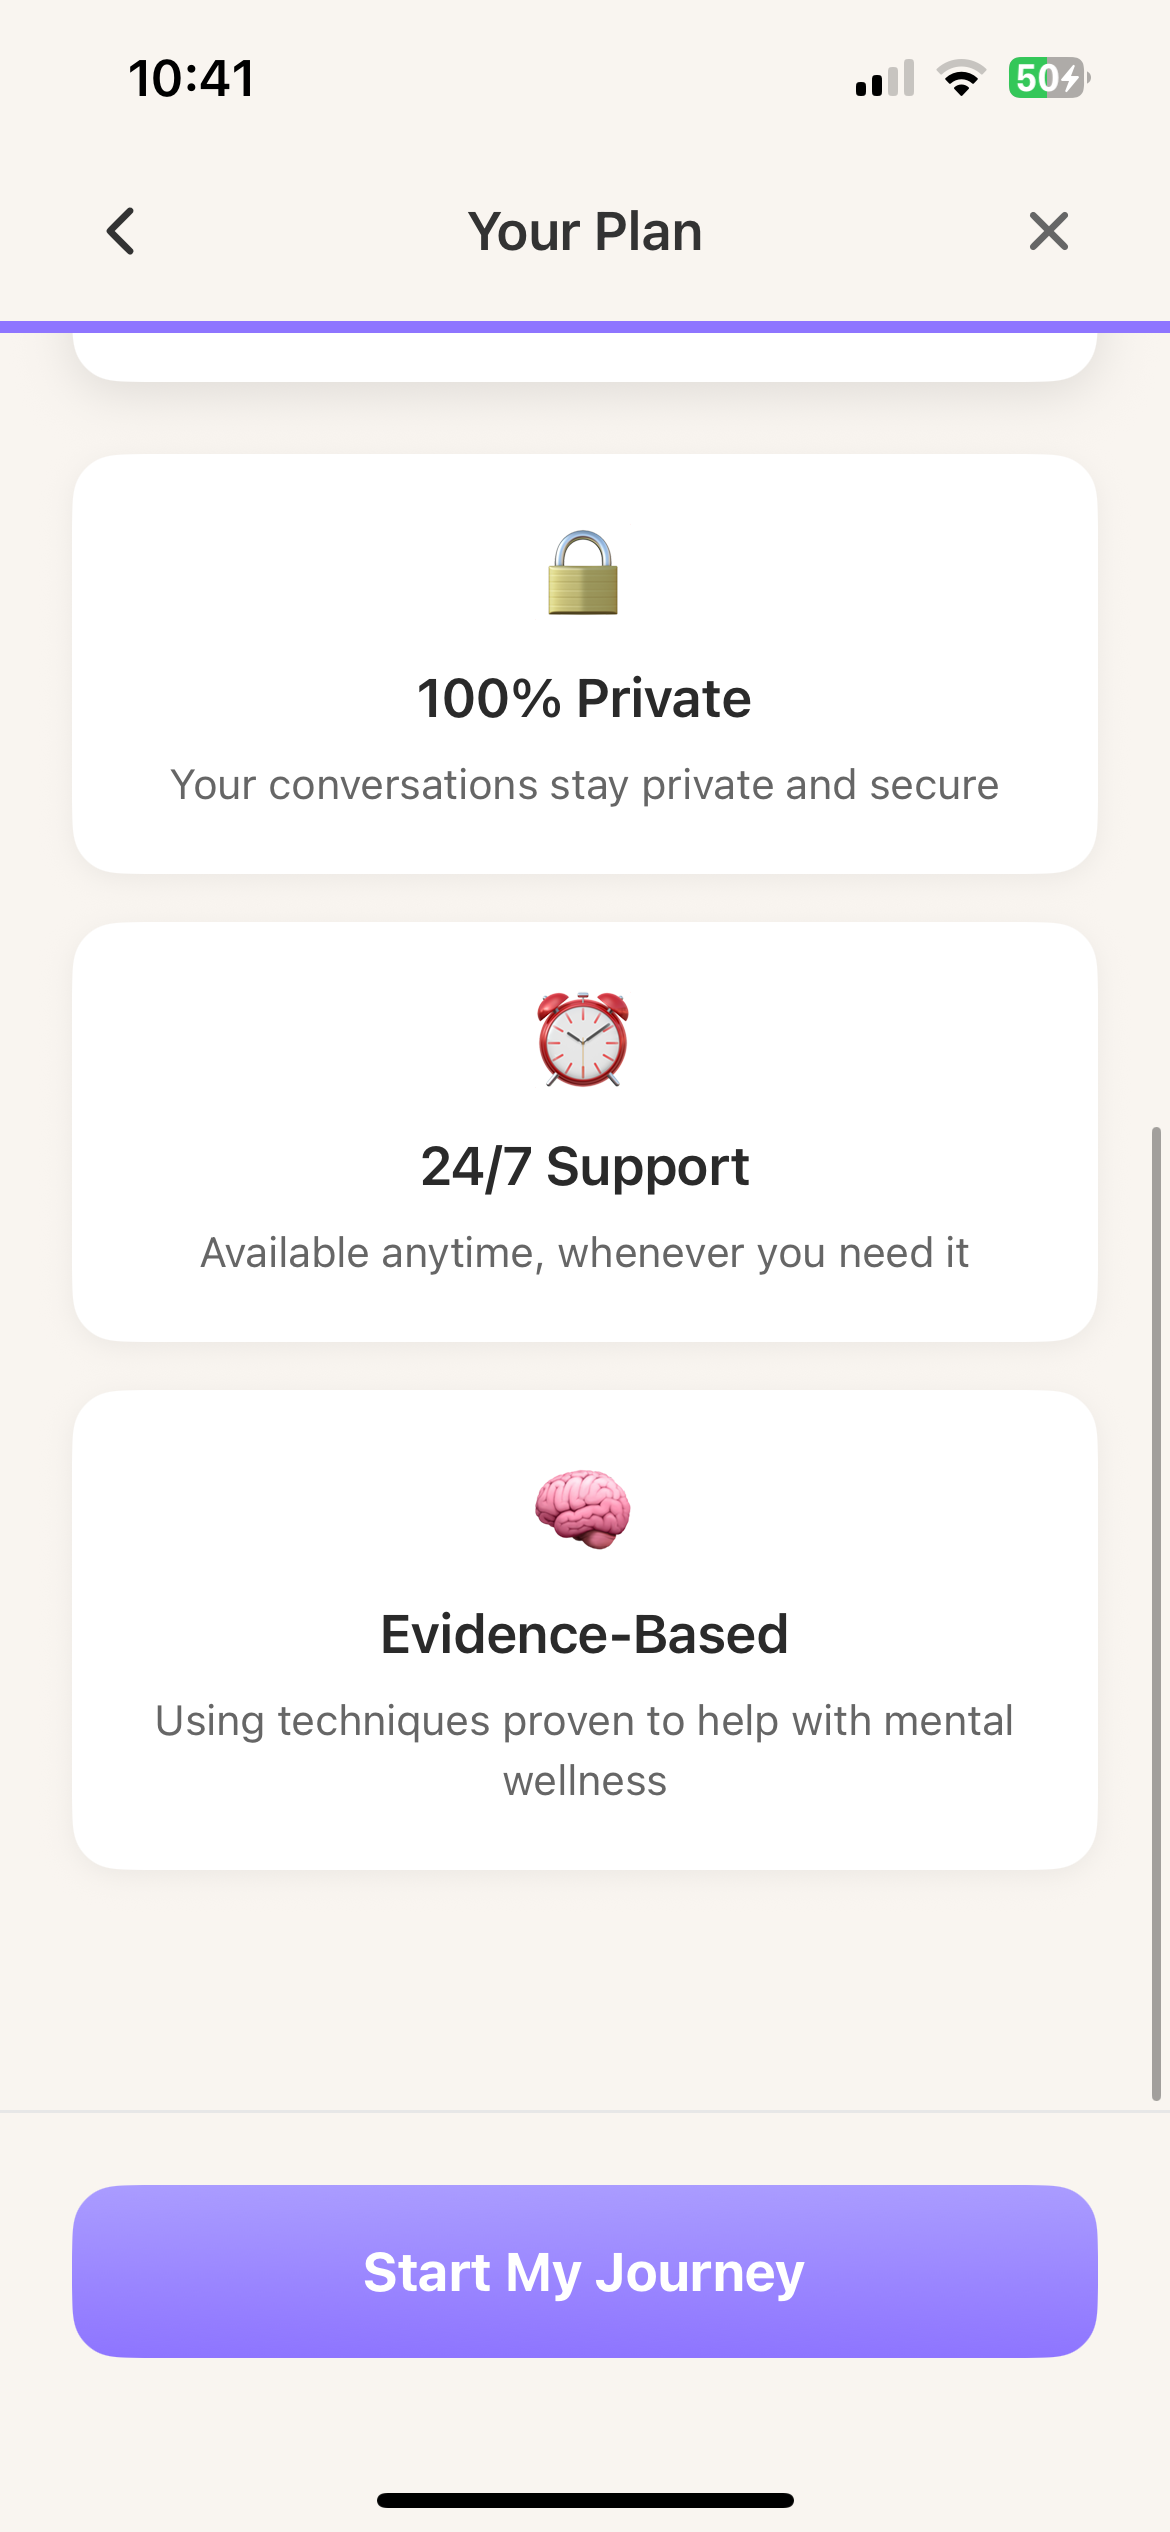 10:41
50
Your Plan
100% Private
Your conversations stay private and secure
24/7 Support
Available anytime, whenever you need it
Evidence-Based
Using techniques proven to help with mental
wellness
Start My Journey